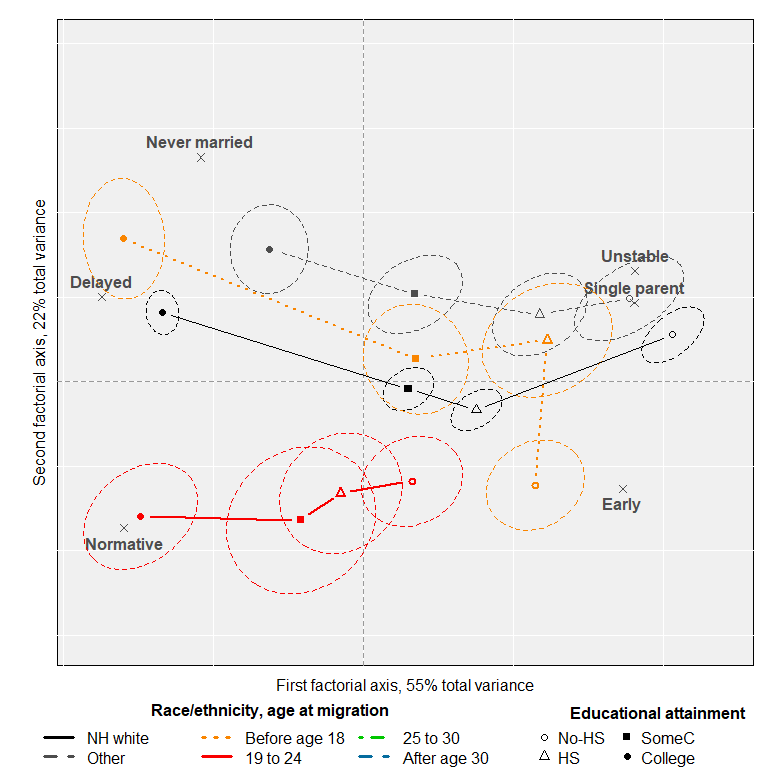 Never married
Delayed
Unstable
Single parent
Early
Normative
Second factorial axis, 22% total variance
First factorial axis, 55% total variance
Race/ethnicity, age at migration
Educational attainment
NH white
Before age 18
25 to 30
No-HS
SomeC
Other
19 to 24
After age 30
HS
College